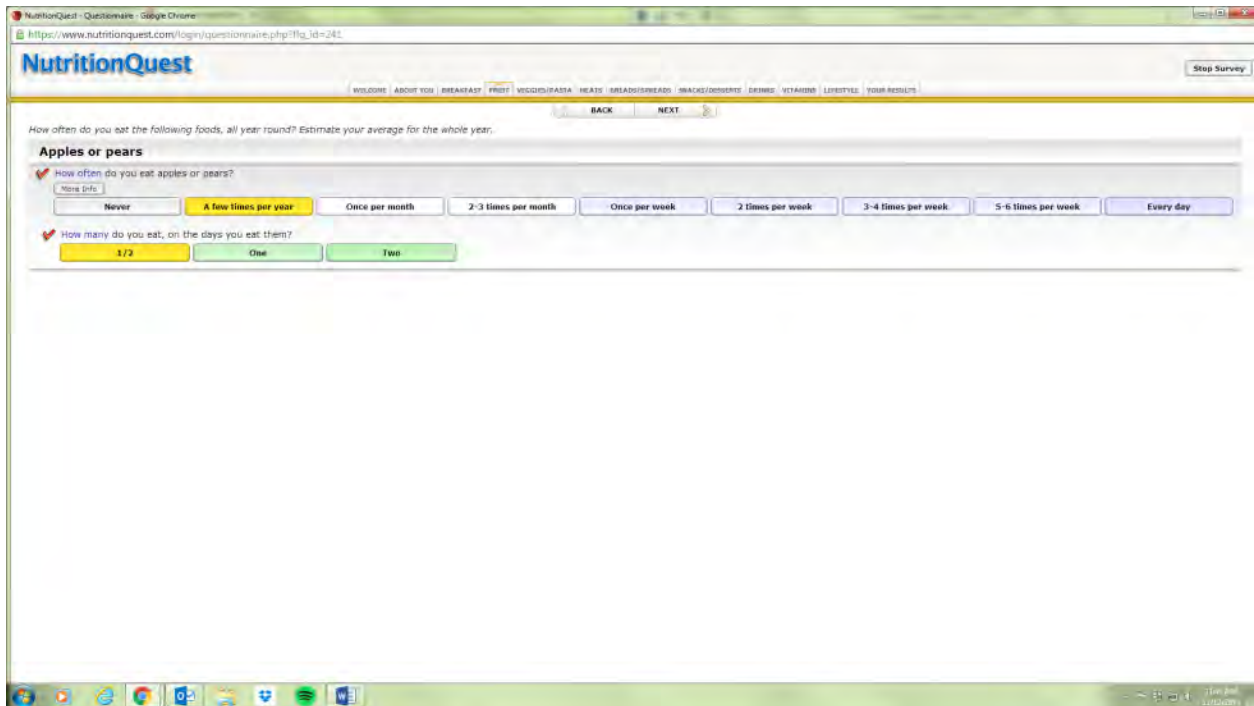 NutritionQuest - Questionnaire - Google Chrome
https://www.nutritionquest.com/login/questionnaire.php?flq_id=241
NutritionQuest
Stop Survey
WELCOME ABOUT YOU BREAKFAST FRUIT VEGGIES/PASTA MEATS BREADS/SPREADS SNACKS/DESSERTS DRINKS VITAMINS LIFESTYLE YOUR RESULTS
BACK NEXT
How often do you eat the following foods, all year round? Estimate your average for the whole year.
Apples or pears
How often do you eat apples or pears?
More Info
Never A few times per year Once per month 2-3 times per month Once per week 2 times per week 3-4 times per week 5-6 times per week Every day
How many do you eat, on the days you eat them?
1/2 One Two